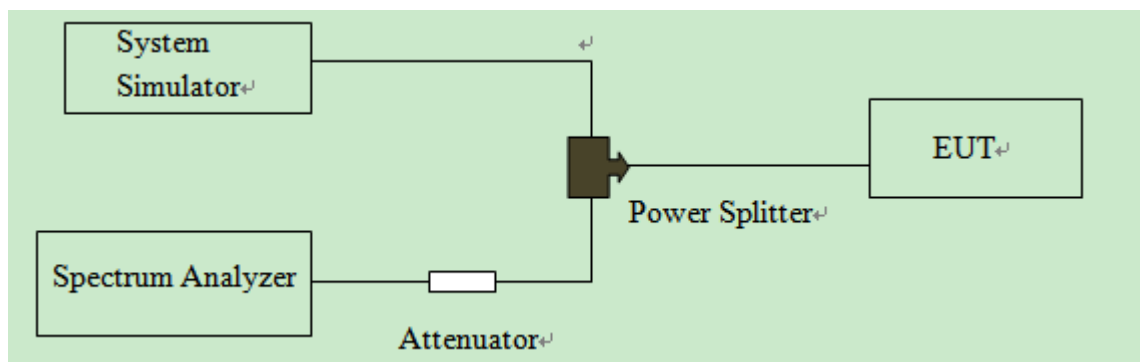 System
Simulator↵
↵
EUT↵
Power Splitter↵
Spectrum Analyzer
Attenuator↵